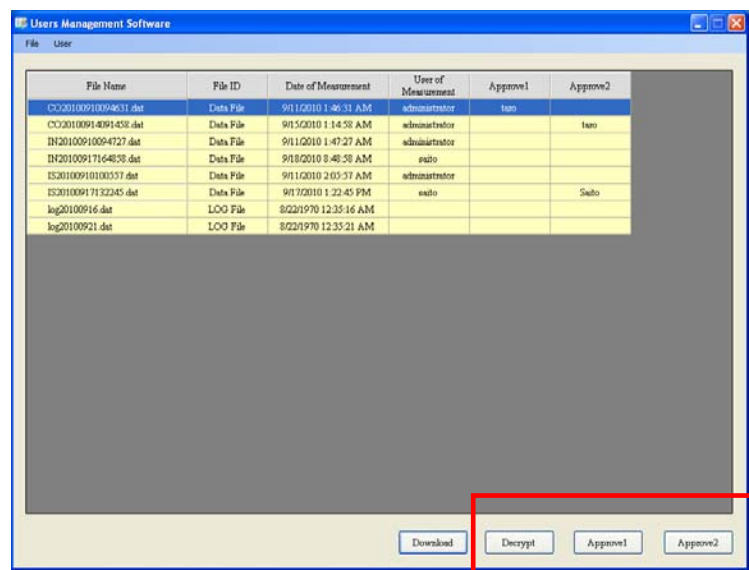 Users Management Software
File User
File Name File ID Date of Measurement User of Measurement Approve1 Approve2
CO20100910094631.dat Data File 9/11/2010 1:46:31 AM administrator taro
CO20100914091458.dat Data File 9/15/2010 1:14:58 AM administrator taro
IN20100910094727.dat Data File 9/11/2010 1:47:27 AM administrator
IN20100917164858.dat Data File 9/18/2010 8:48:58 AM saito
IS20100910100557.dat Data File 9/11/2010 2:05:57 AM administrator
IS20100917132245.dat Data File 9/17/2010 1:22:45 PM saito Saito
log20100916.dat LOG File 8/22/1970 12:35:16 AM
log20100921.dat LOG File 8/22/1970 12:35:21 AM
Download Decrypt Approve1 Approve2